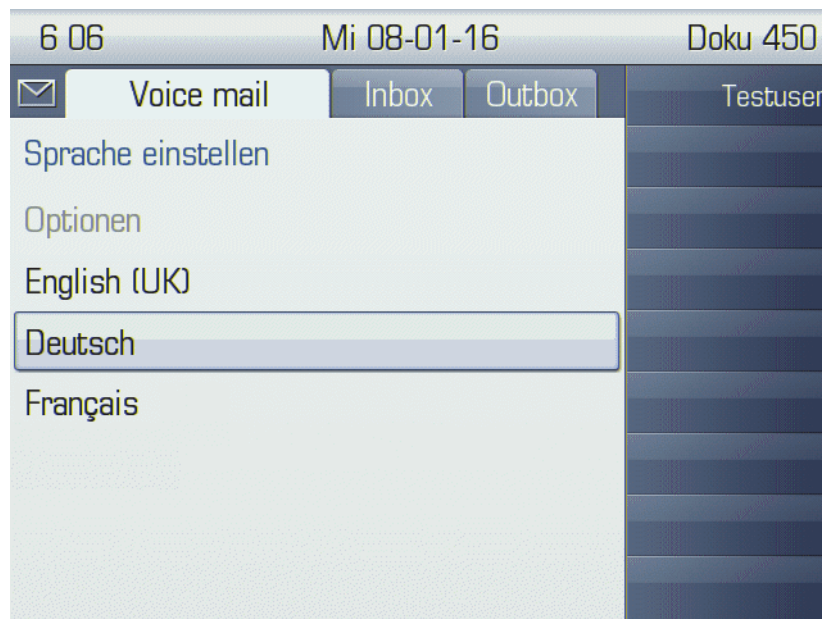 6 06 Mi 08-01-16 Doku 450
Voice mail Inbox Outbox Testuser
Sprache einstellen
Optionen
English (UK)
Deutsch
Français